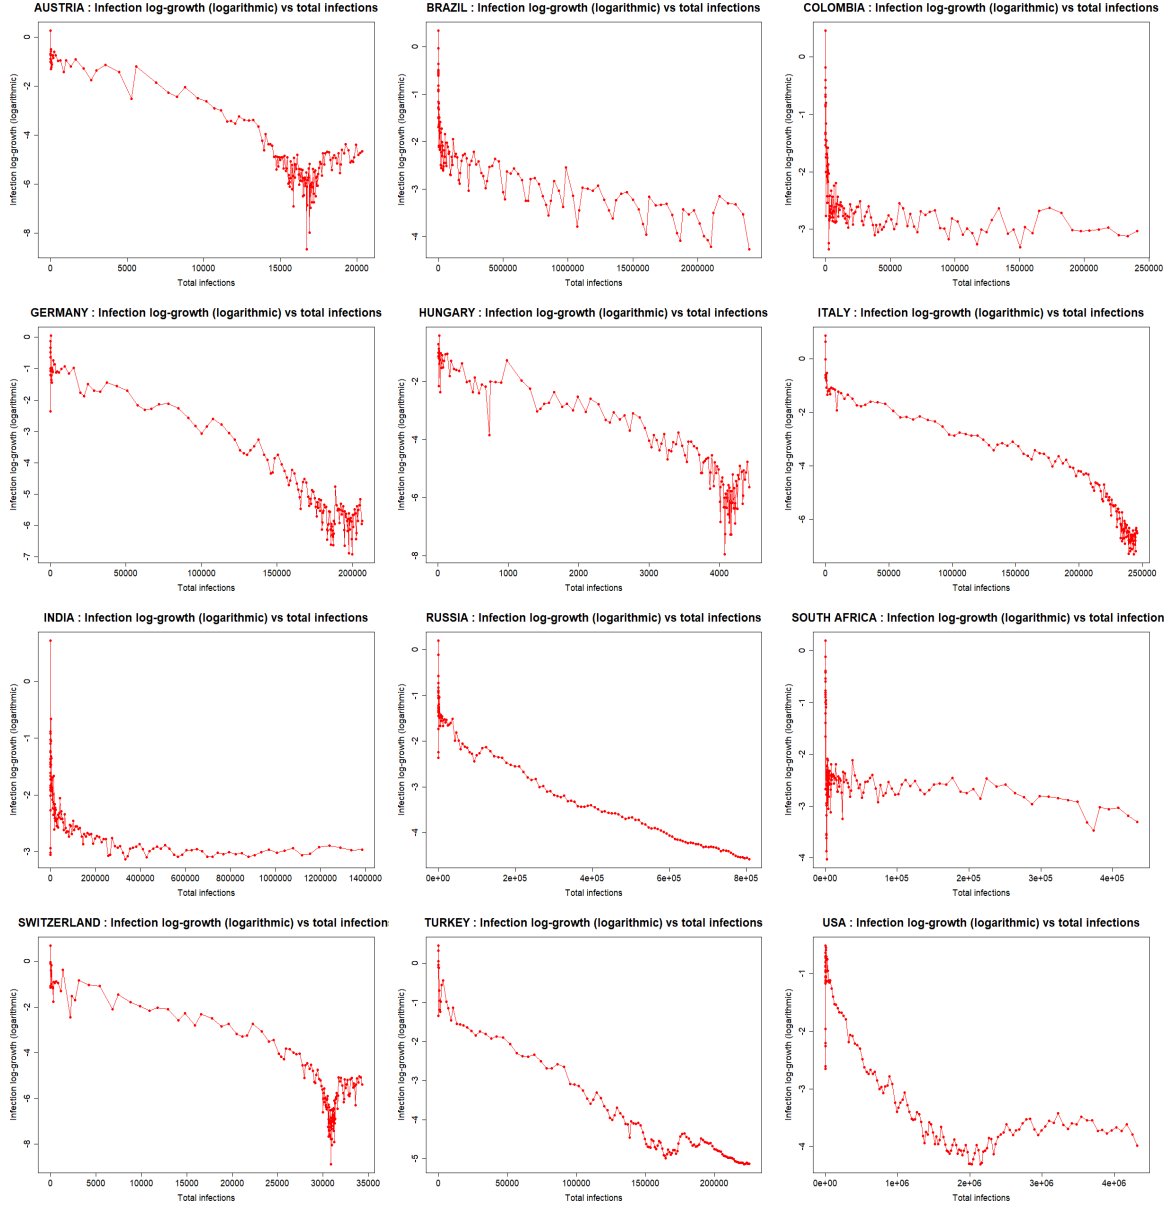 AUSTRIA : Infection log-growth (logarithmic) vs total infections
Infection log-growth (logarithmic)
0
-2
-4
-6
-8
0 5000 10000 15000 20000
Total infections
BRAZIL : Infection log-growth (logarithmic) vs total infections
Infection log-growth (logarithmic)
0
-1
-2
-3
-4
0 500000 1000000 1500000 2000000
Total infections
COLOMBIA : Infection log-growth (logarithmic) vs total infections
Infection log-growth (logarithmic)
0
-1
-2
-3
0 50000 100000 150000 200000 250000
Total infections
GERMANY : Infection log-growth (logarithmic) vs total infections
Infection log-growth (logarithmic)
0
-1
-2
-3
-4
-5
-6
-7
0 50000 100000 150000 200000
Total infections
HUNGARY : Infection log-growth (logarithmic) vs total infections
Infection log-growth (logarithmic)
-2
-4
-6
-8
0 1000 2000 3000 4000
Total infections
ITALY : Infection log-growth (logarithmic) vs total infections
Infection log-growth (logarithmic)
0
-2
-4
-6
0 50000 100000 150000 200000 250000
Total infections
INDIA : Infection log-growth (logarithmic) vs total infections
Infection log-growth (logarithmic)
0
-1
-2
-3
0 200000 400000 600000 800000 1000000 1200000 1400000
Total infections
RUSSIA : Infection log-growth (logarithmic) vs total infections
Infection log-growth (logarithmic)
0
-1
-2
-3
-4
0e+00 2e+05 4e+05 6e+05 8e+05
Total infections
SOUTH AFRICA : Infection log-growth (logarithmic) vs total infection
Infection log-growth (logarithmic)
0
-1
-2
-3
-4
0e+00 1e+05 2e+05 3e+05 4e+05
Total infections
SWITZERLAND : Infection log-growth (logarithmic) vs total infection
Infection log-growth (logarithmic)
0
-2
-4
-6
-8
0 5000 10000 15000 20000 25000 30000 35000
Total infections
TURKEY : Infection log-growth (logarithmic) vs total infections
Infection log-growth (logarithmic)
0
-1
-2
-3
-4
-5
0 50000 100000 150000 200000
Total infections
USA : Infection log-growth (logarithmic) vs total infections
Infection log-growth (logarithmic)
-1
-2
-3
-4
0e+00 1e+06 2e+06 3e+06 4e+06
Total infections